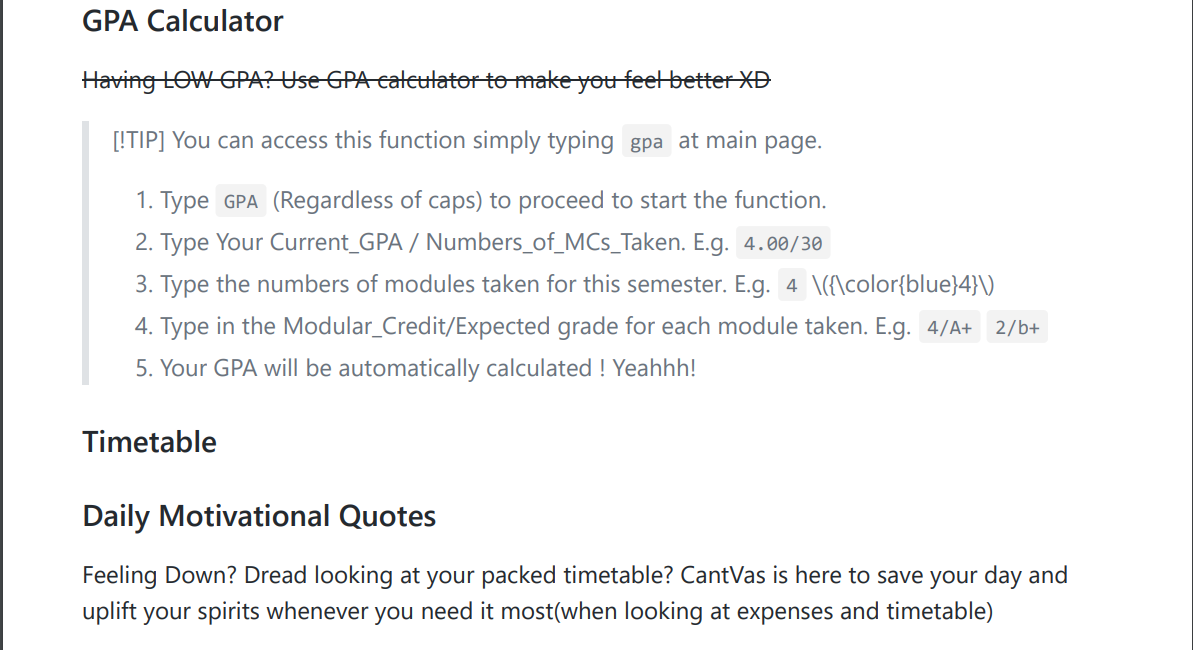 GPA Calculator
Having LOW GPA? Use GPA calculator to make you feel better XD
[!TIP] You can access this function simply typing gpa at main page.
1. Type GPA (Regardless of caps) to proceed to start the function.
2. Type Your Current_GPA / Numbers_of_MCs_Taken. E.g. 4.00/30
3. Type the numbers of modules taken for this semester. E.g. 4 \({\color{blue}4}\)
4. Type in the Modular_Credit/Expected grade for each module taken. E.g. 4/A+ 2/b+
5. Your GPA will be automatically calculated ! Yeahhh!
Timetable
Daily Motivational Quotes
Feeling Down? Dread looking at your packed timetable? CantVas is here to save your day and
uplift your spirits whenever you need it most(when looking at expenses and timetable)